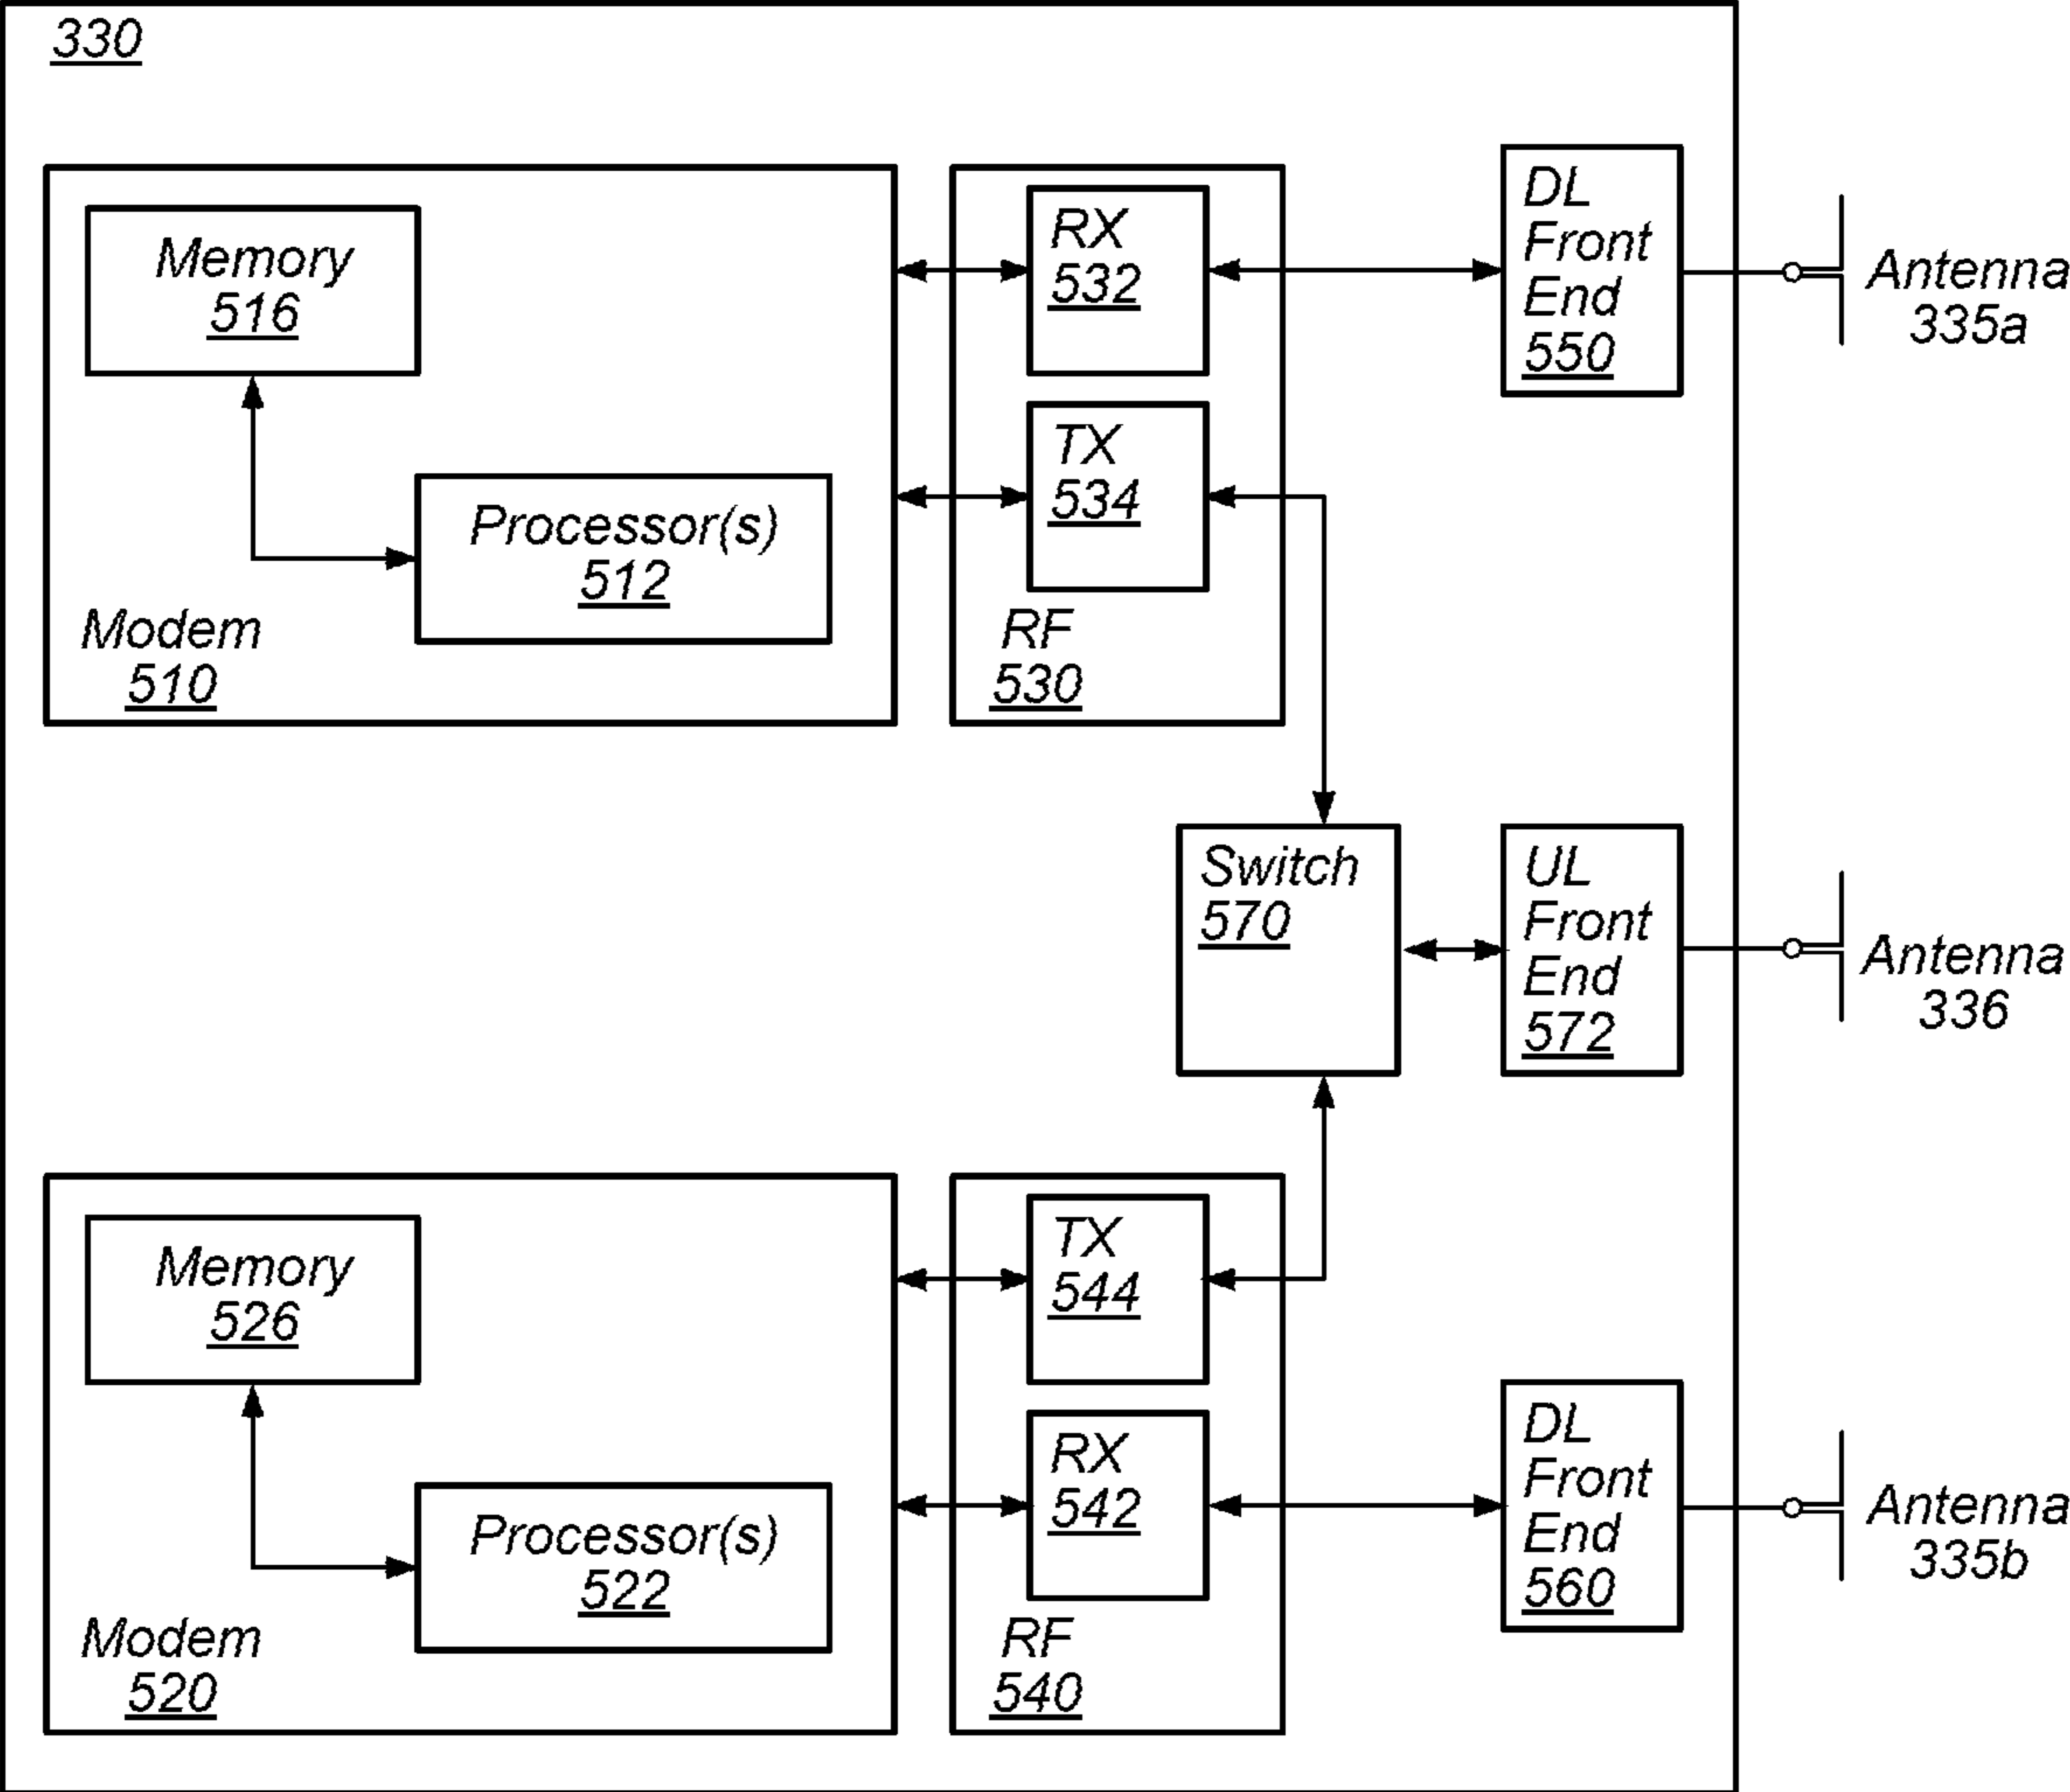 330
Memory
516
Processor(s)
512
Modem
510
RX
532
TX
534
RF
530
DL
Front
End
550
Antenna
335a
Switch
570
UL
Front
End
572
Antenna
336
Memory
526
Processor(s)
522
Modem
520
TX
544
RX
542
RF
540
DL
Front
End
560
Antenna
335b